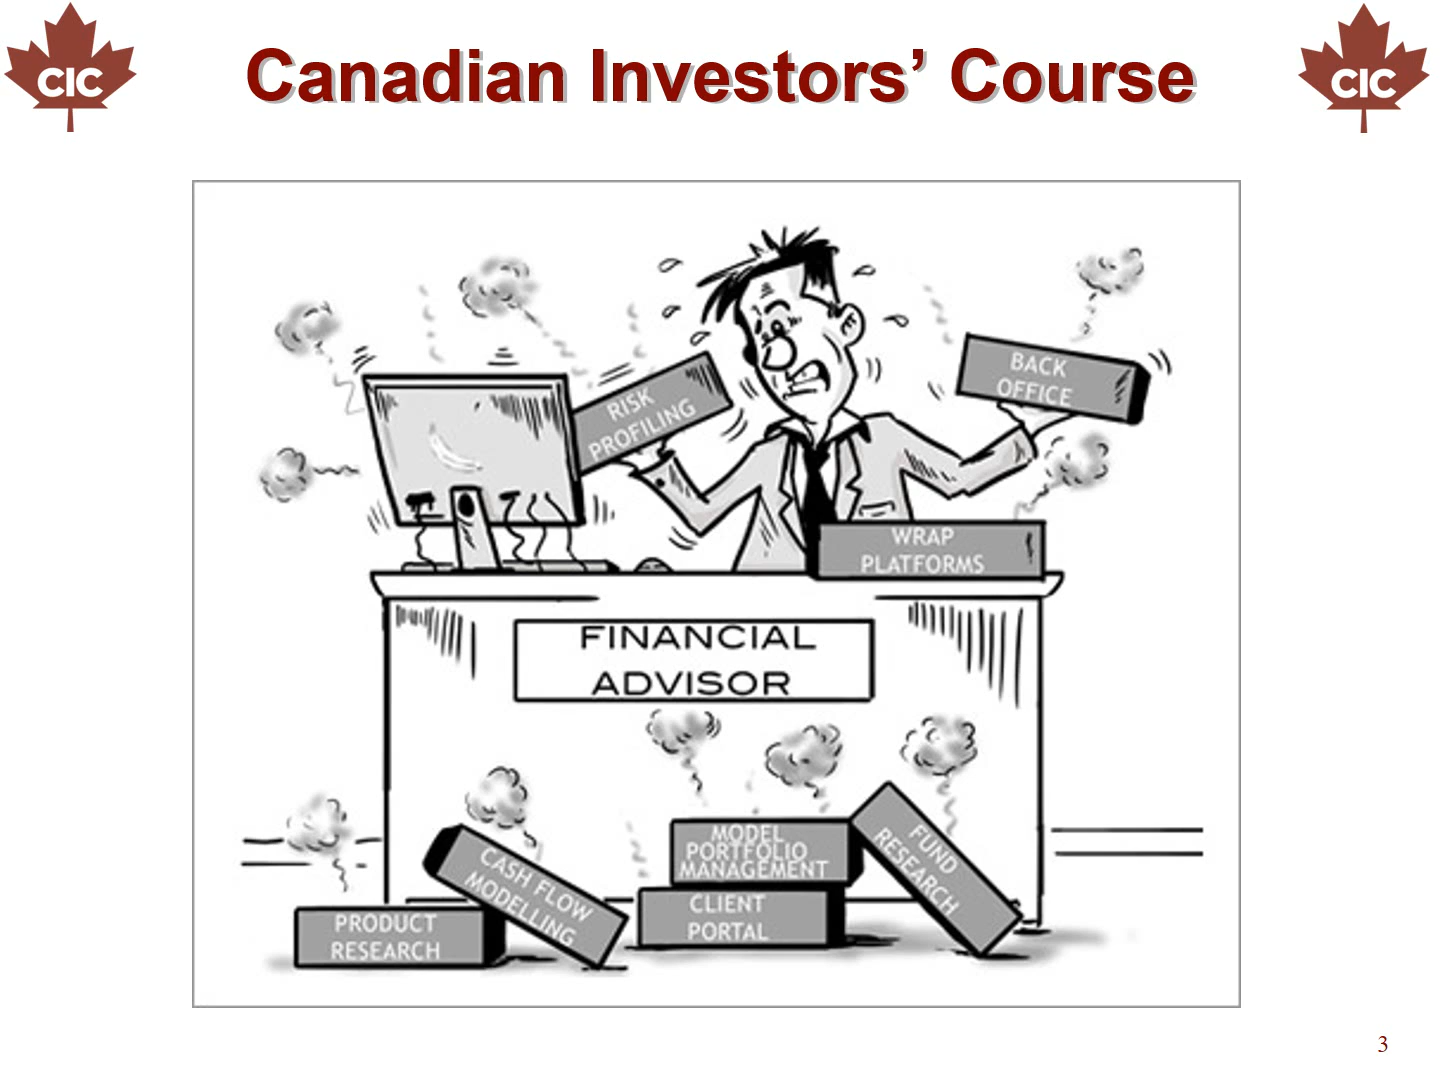 CIC
Canadian Investors’ Course
CIC
RISK
PROFILING
BACK
OFFICE
WRAP
PLATFORMS
FINANCIAL
ADVISOR
MODEL
PORTFOLIO
MANAGEMENT
FUND
RESEARCH
CASH FLOW
MODELLING
CLIENT
PORTAL
PRODUCT
RESEARCH
3